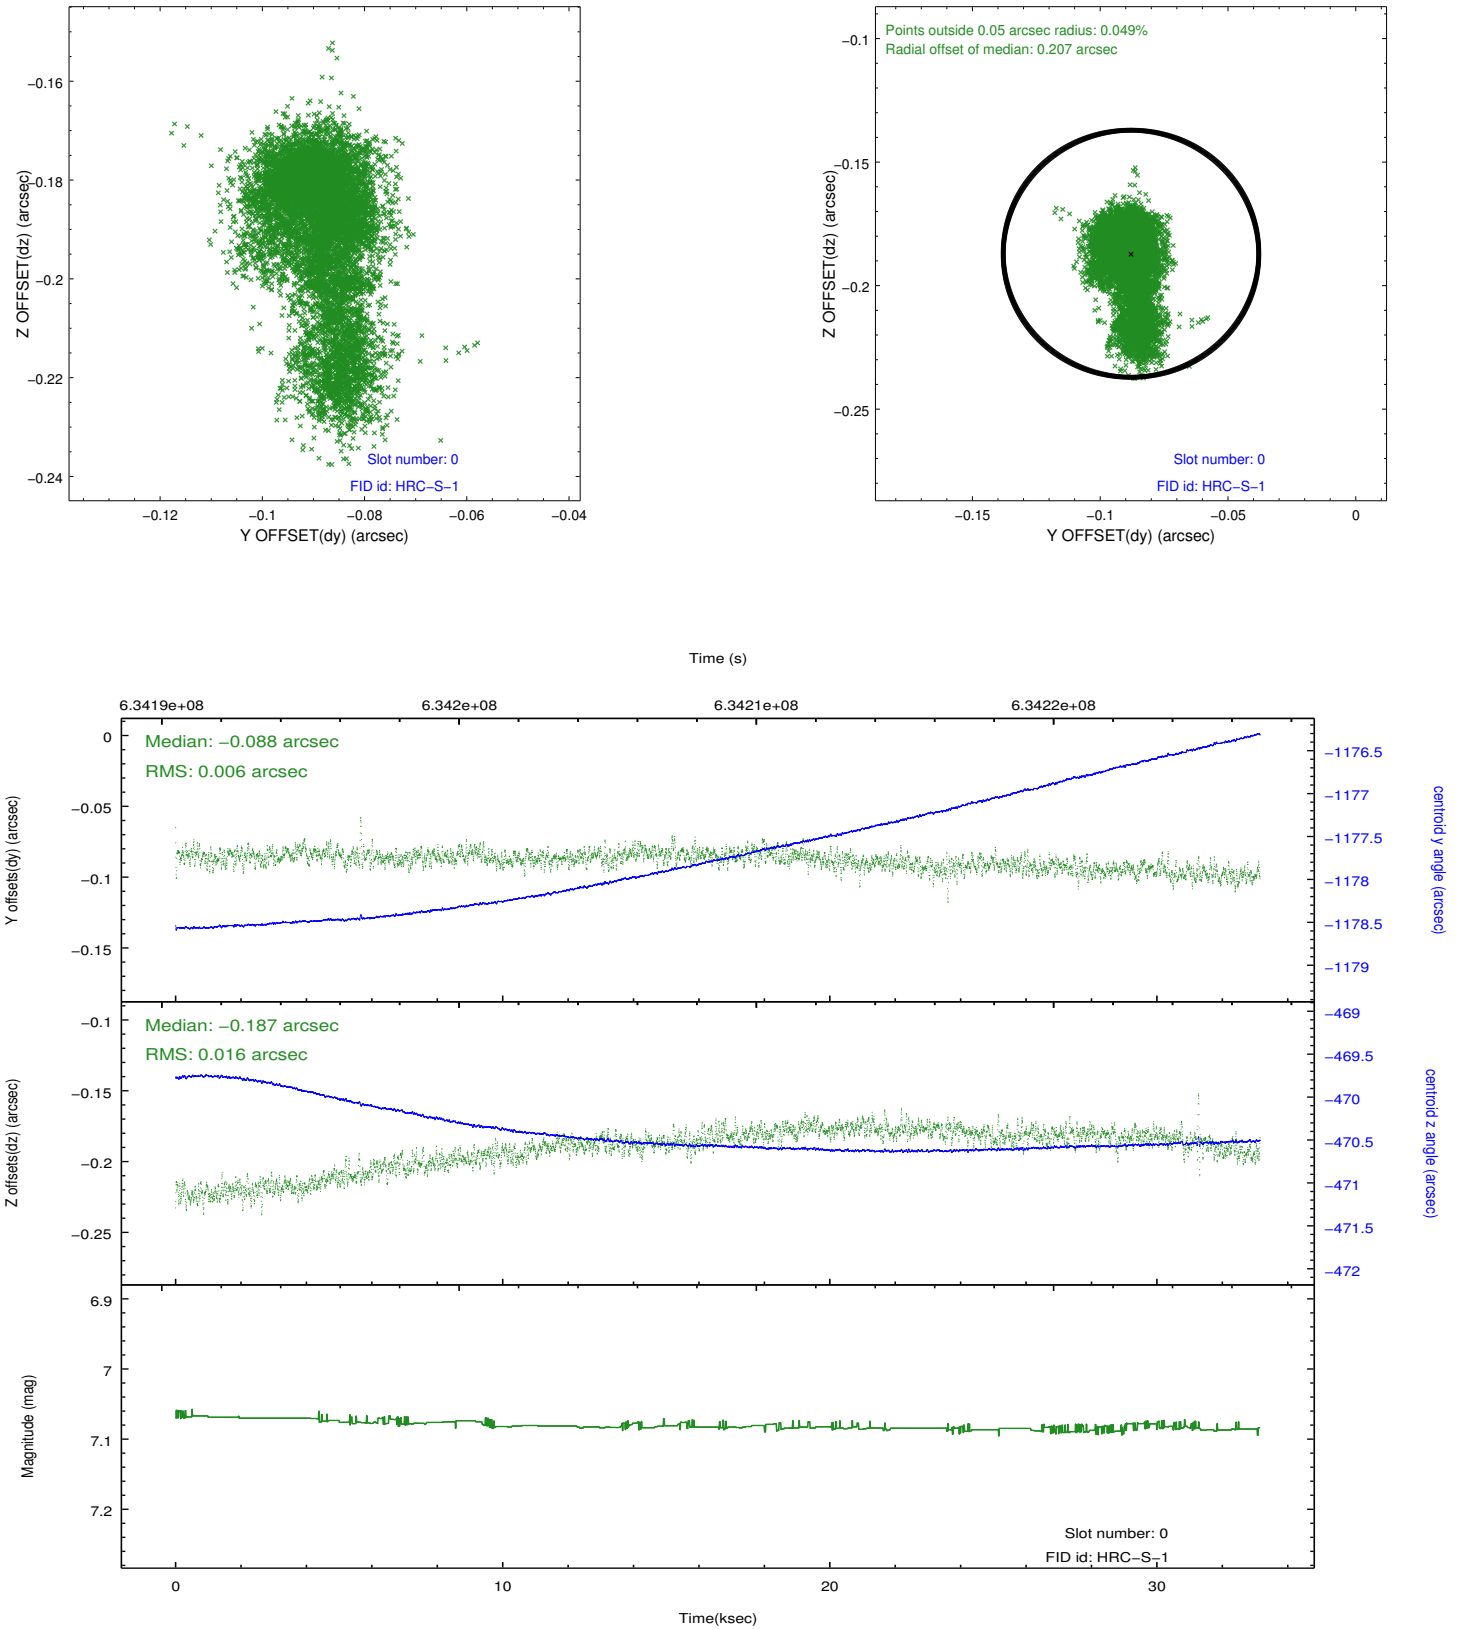 −0.16
−0.18
−0.2
−0.22
−0.24
Z OFFSET(dz) (arcsec)
Slot number: 0
FID id: HRC−S−1
−0.12
−0.1
−0.08
−0.06
−0.04
Y OFFSET(dy) (arcsec)
Points outside 0.05 arcsec radius: 0.049%
Radial offset of median: 0.207 arcsec
−0.1
−0.15
−0.2
−0.25
Z OFFSET(dz) (arcsec)
Slot number: 0
FID id: HRC−S−1
−0.15
−0.1
−0.05
0
Y OFFSET(dy) (arcsec)
Time (s)
6.3419e+08
6.342e+08
6.3421e+08
6.3422e+08
Median: −0.088 arcsec
RMS: 0.006 arcsec
0
−0.05
−0.1
−0.15
Y offsets(dy) (arcsec)
−1176.5
−1177
−1177.5
−1178
−1178.5
−1179
centroid y angle (arcsec)
Median: −0.187 arcsec
RMS: 0.016 arcsec
−0.1
−0.15
−0.2
−0.25
Z offsets(dz) (arcsec)
−469
−469.5
−470
−470.5
−471
−471.5
−472
centroid z angle (arcsec)
6.9
7
7.1
7.2
Magnitude (mag)
Slot number: 0
FID id: HRC−S−1
0
10
20
30
Time(ksec)